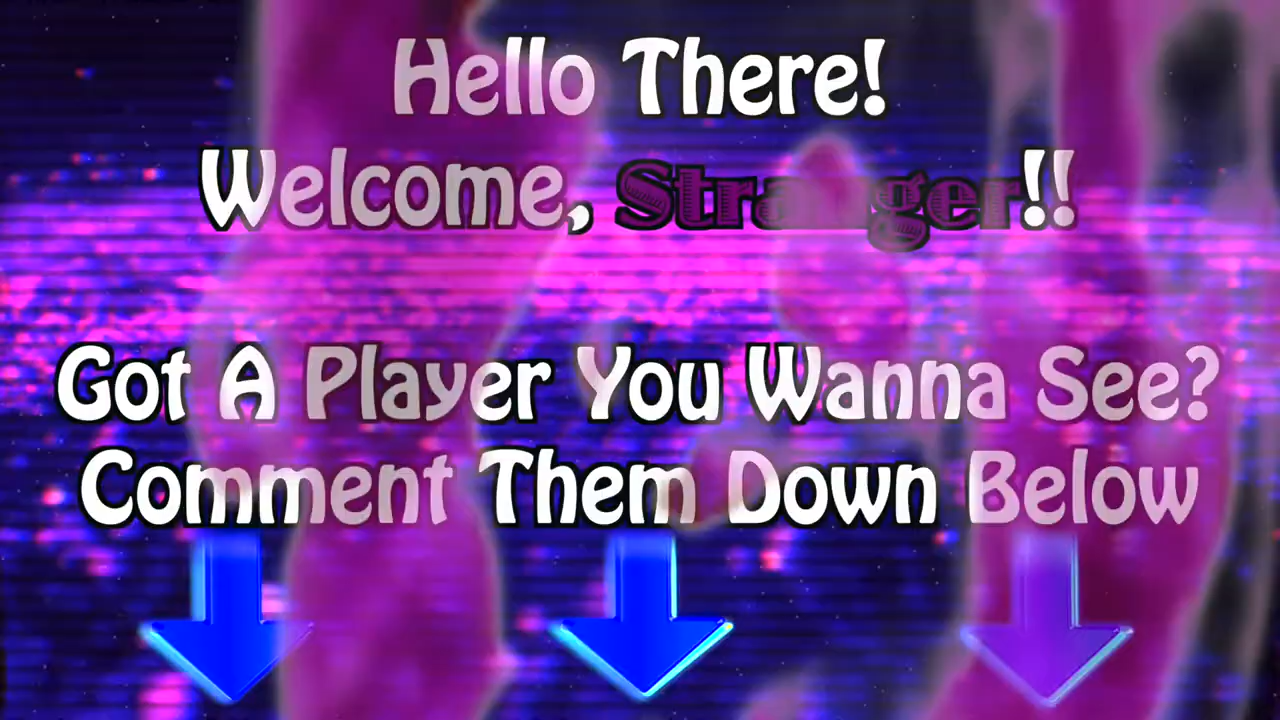 Hello There!
Welcome, Stranger!!
Got A Player You Wanna See?
Comment Them Down Below